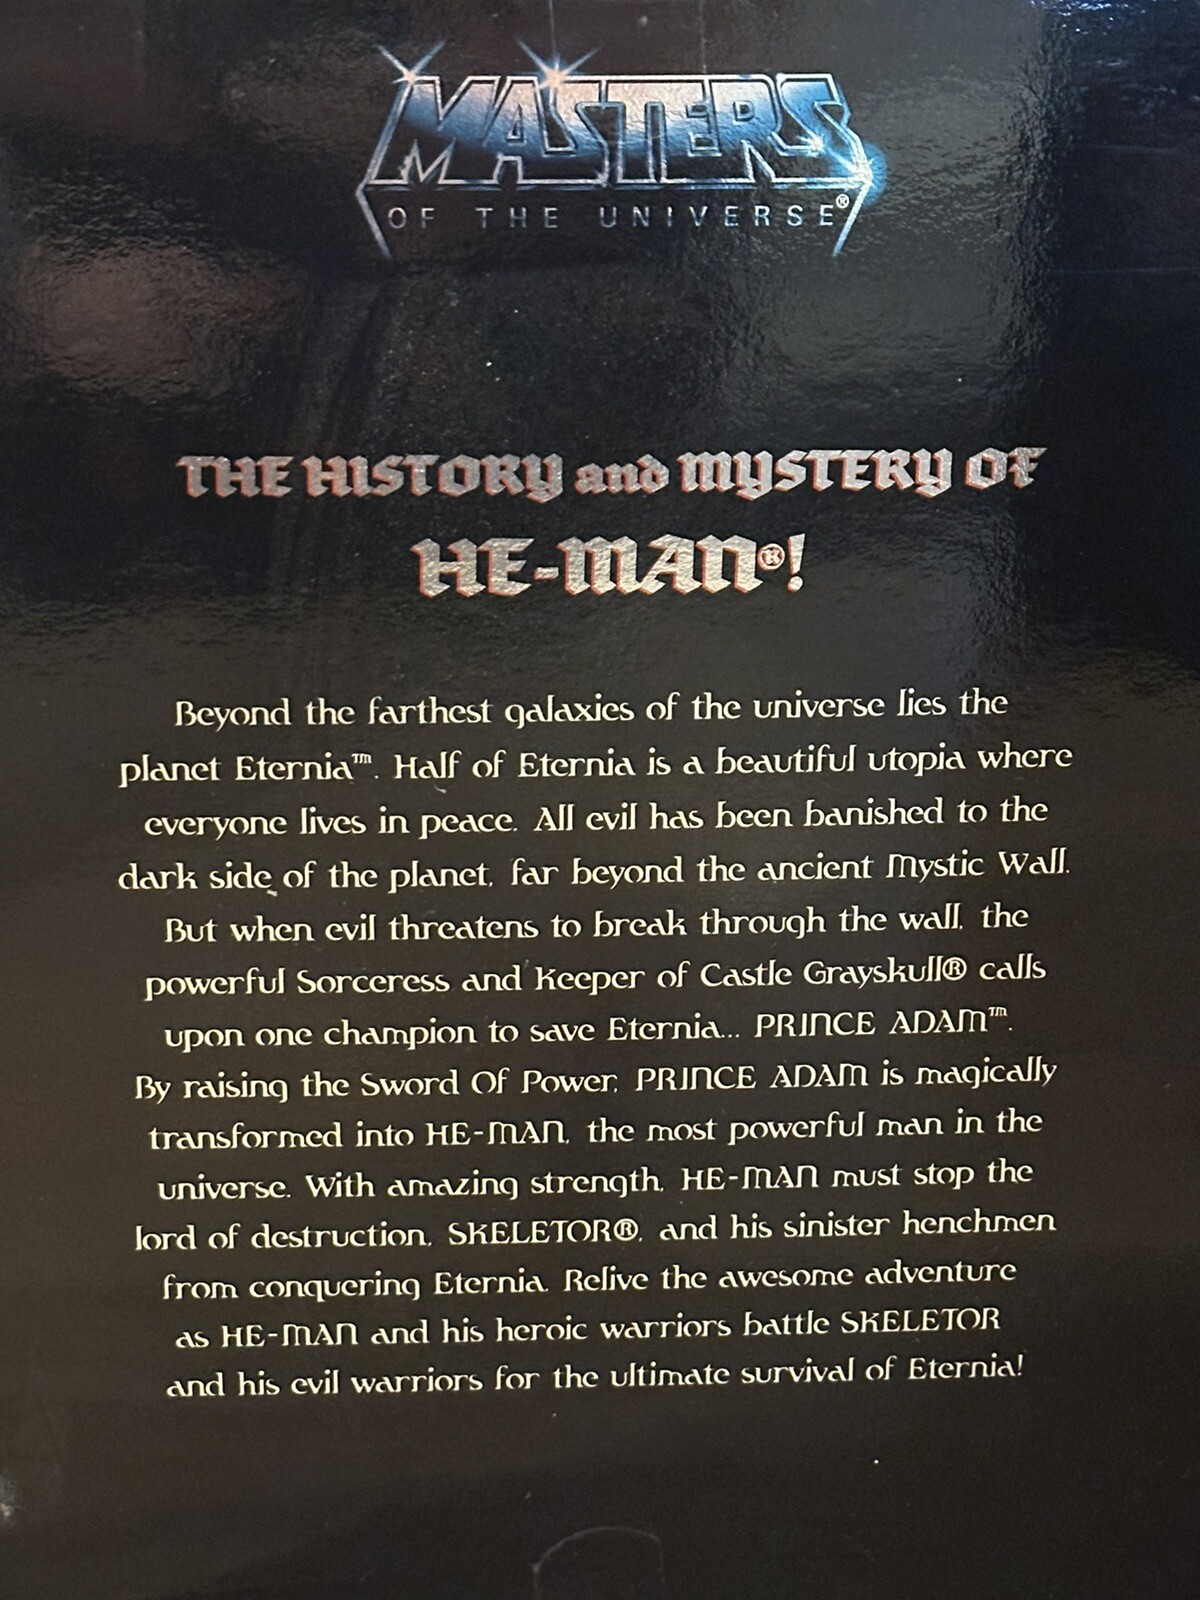 MASTERS
OF THE UNIVERSE®
THE HISTORY and MYSTERY OF
HE-MAN®!
Beyond the farthest galaxies of the universe lies the
planet Eternia™. Half of Eternia is a beautiful utopia where
everyone lives in peace. All evil has been banished to the
dark side of the planet, far beyond the ancient Mystic Wall.
But when evil threatens to break through the wall, the
powerful Sorceress and Keeper of Castle Grayskull® calls
upon one champion to save Eternia... PRINCE ADAM™.
By raising the Sword Of Power, PRINCE ADAM is magically
transformed into HE-MAN, the most powerful man in the
universe. With amazing strength, HE-MAN must stop the
lord of destruction, SKELETOR®, and his sinister henchmen
from conquering Eternia. Relive the awesome adventure
as HE-MAN and his heroic warriors battle SKELETOR
and his evil warriors for the ultimate survival of Eternia!